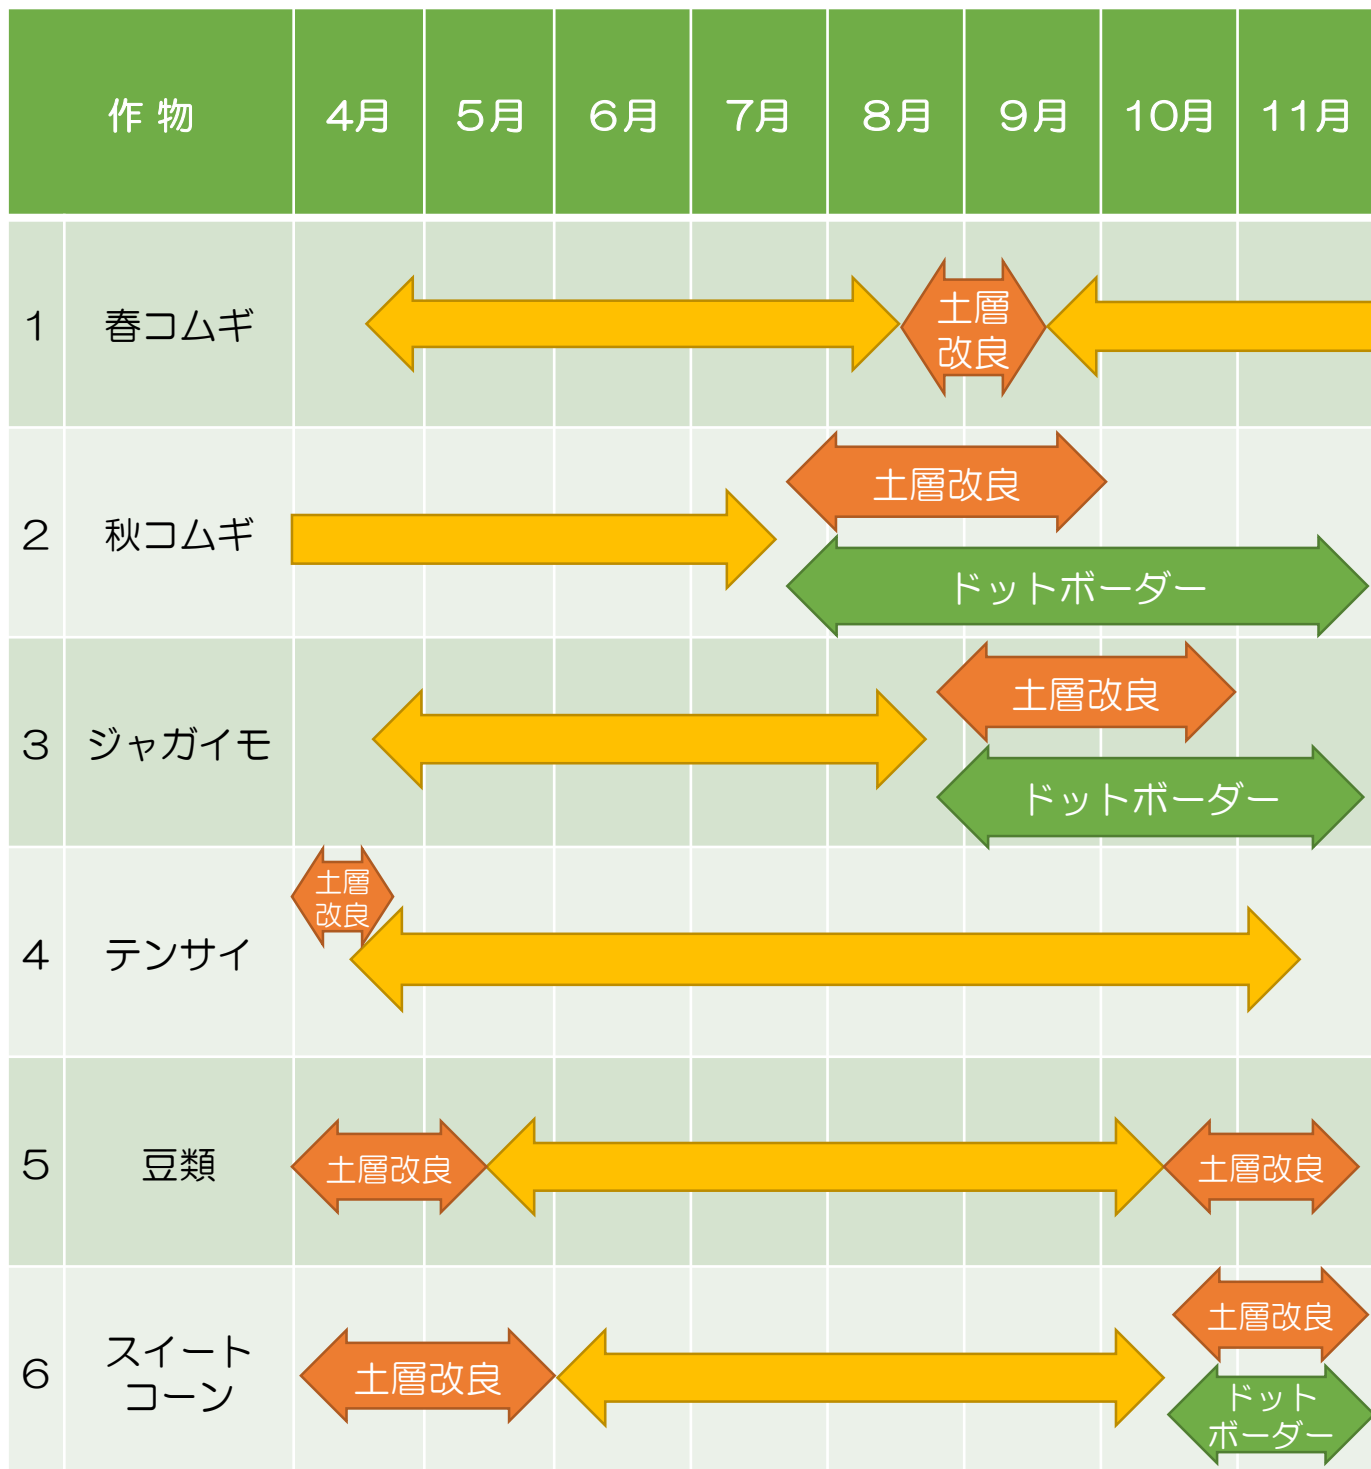 作 物 4月 5月 6月 7月 8月 9月 10月 11月
1 春コムギ
土層
改良
2 秋コムギ
土層改良
ドットボーダー
3 ジャガイモ
土層改良
ドットボーダー
4 テンサイ
土層
改良
5 豆類
土層改良 土層改良
6 スイート
コーン
土層改良
土層改良
ドット
ボーダー